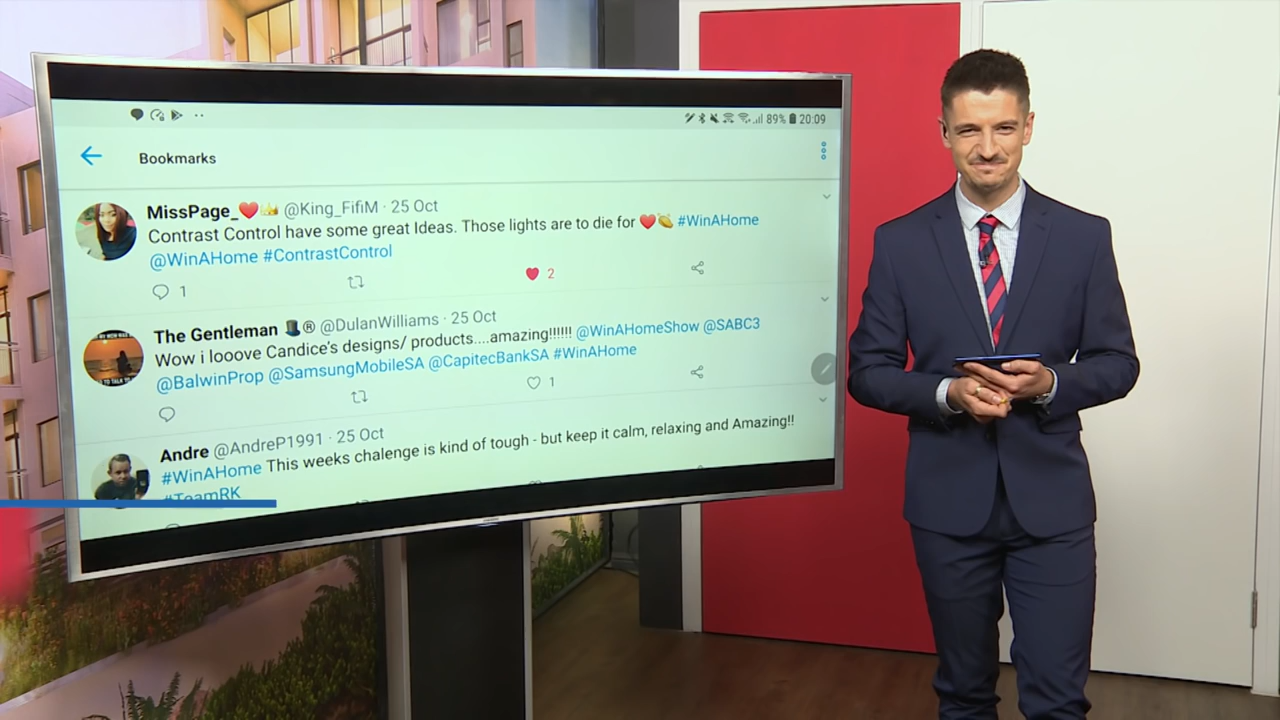 89% 20:09
Bookmarks
MissPage_❤️👑 @King_FifiM · 25 Oct
Contrast Control have some great Ideas. Those lights are to die for ❤️👏 #WinAHome
@WinAHome #ContrastControl
1
2
The Gentleman 🎩® @DulanWilliams · 25 Oct
Wow i looove Candice's designs/ products....amazing!!!!!! @WinAHomeShow @SABC3
@BalwinProp @SamsungMobileSA @CapitecBankSA #WinAHome
1
Andre @AndreP1991 · 25 Oct
#WinAHome This weeks chalenge is kind of tough - but keep it calm, relaxing and Amazing!!
#TeamRK